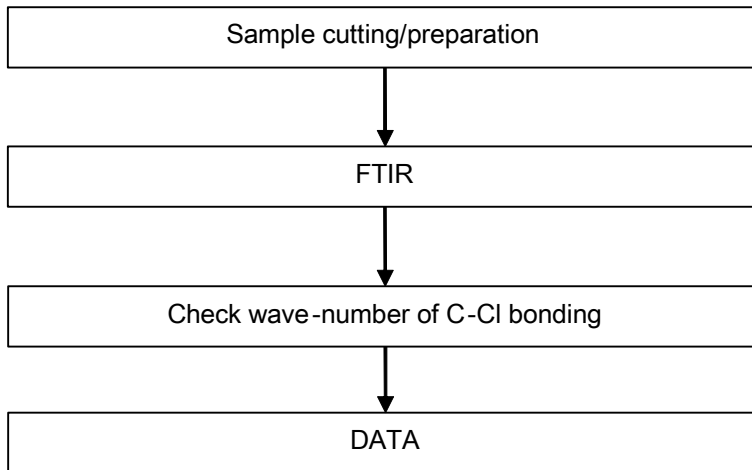 Sample cutting/preparation
FTIR
Check wave-number of C-Cl bonding
DATA